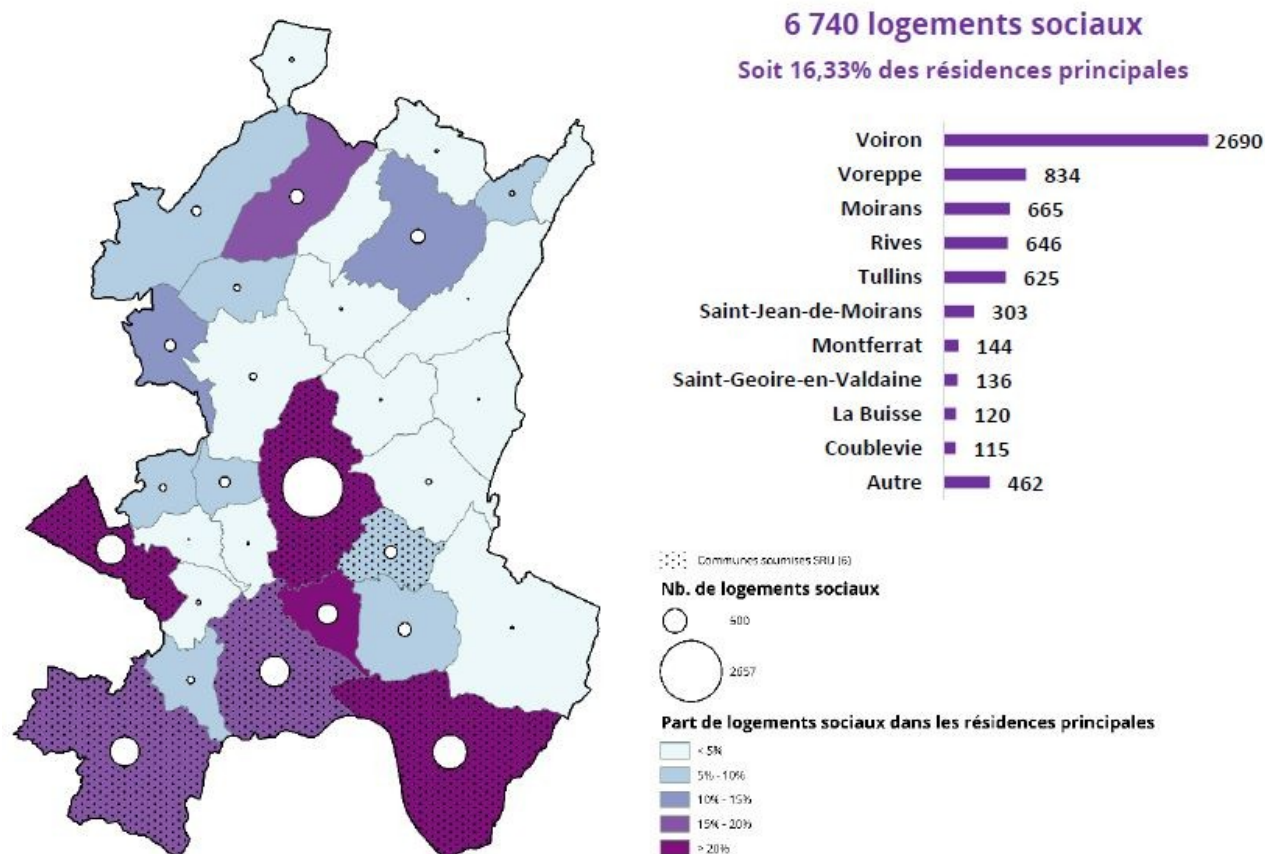 6 740 logements sociaux
Soit 16,33% des résidences principales
Voiron 2690
Voreppe 834
Moirans 665
Rives 646
Tullins 625
Saint-Jean-de-Moirans 303
Montferrat 144
Saint-Geoire-en-Valdaine 136
La Buisse 120
Coublevie 115
Autre 462
Communes soumises SRU (6)
Nb. de logements sociaux
500
2657
Part de logements sociaux dans les résidences principales
< 5%
5% - 10%
10% - 15%
15% - 20%
> 20%